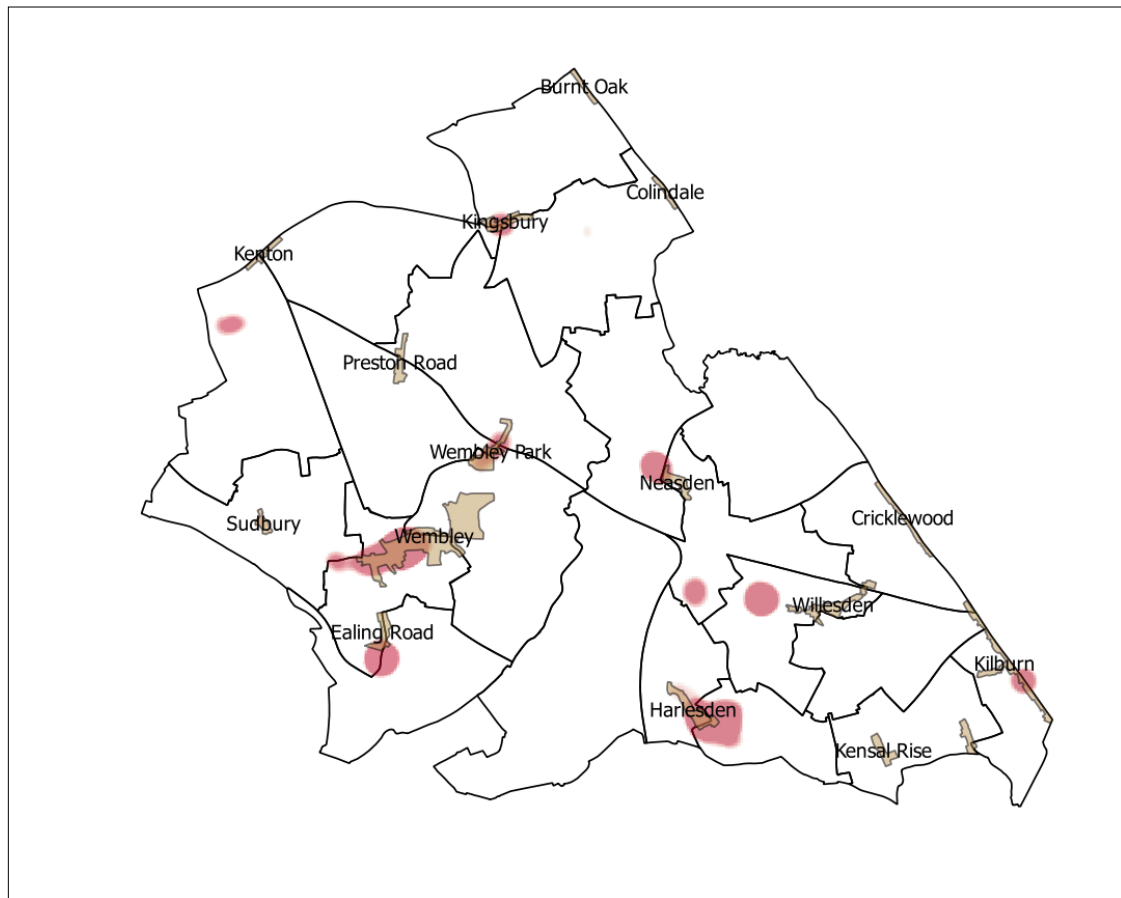 Burnt Oak
Colindale
Kingsbury
Kenton
Preston Road
Wembley Park
Neasden
Sudbury
Wembley
Cricklewood
Willesden
Ealing Road
Kilburn
Harlesden
Kensal Rise